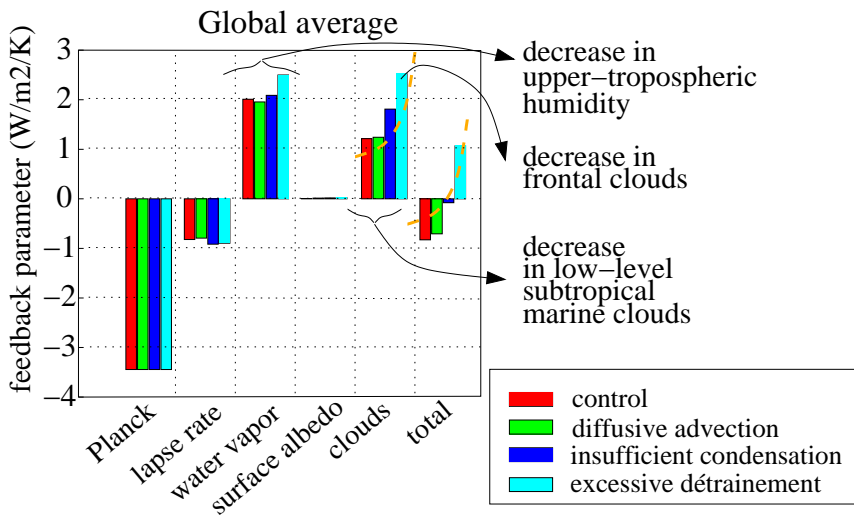 Global average
feedback parameter (W/m2/K)
3
2
1
0
−1
−2
−3
−4
Planck
lapse rate
water vapor
surface albedo
clouds
total
decrease in
upper−tropospheric
humidity
decrease in
frontal clouds
decrease
in low−level
subtropical
marine clouds
control
diffusive advection
insufficient condensation
excessive détrainement